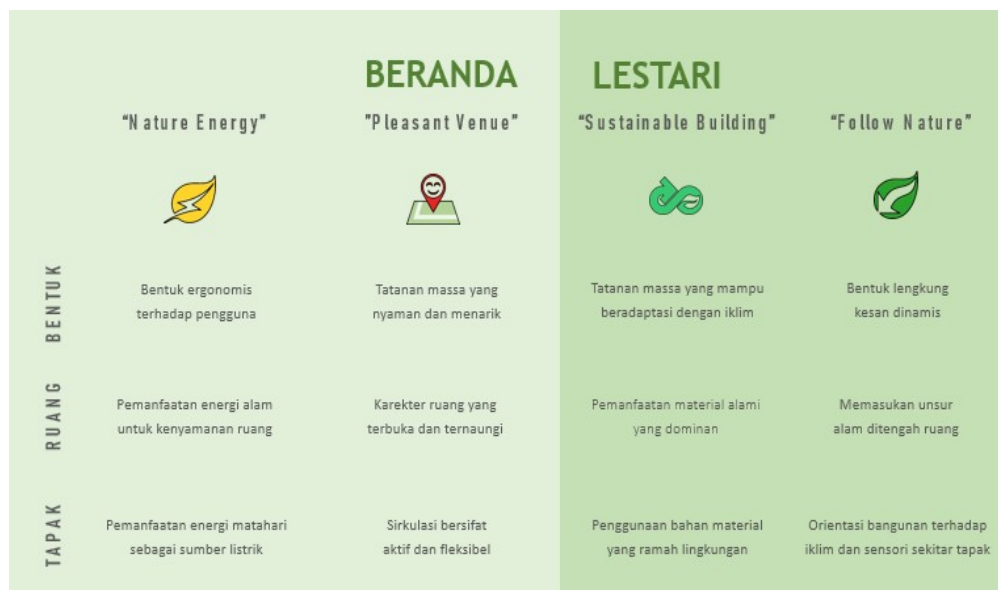 BERANDA LESTARI
"Nature Energy" "Pleasant Venue" "Sustainable Building" "Follow Nature"
BENTUK
Bentuk ergonomis
terhadap pengguna
Tatanan massa yang
nyaman dan menarik
Tatanan massa yang mampu
beradaptasi dengan iklim
Bentuk lengkung
kesan dinamis
RUANG
Pemanfaatan energi alam
untuk kenyamanan ruang
Karekter ruang yang
terbuka dan ternaungi
Pemanfaatan material alami
yang dominan
Memasukan unsur
alam ditengah ruang
TAPAK
Pemanfaatan energi matahari
sebagai sumber listrik
Sirkulasi bersifat
aktif dan fleksibel
Penggunaan bahan material
yang ramah lingkungan
Orientasi bangunan terhadap
iklim dan sensori sekitar tapak